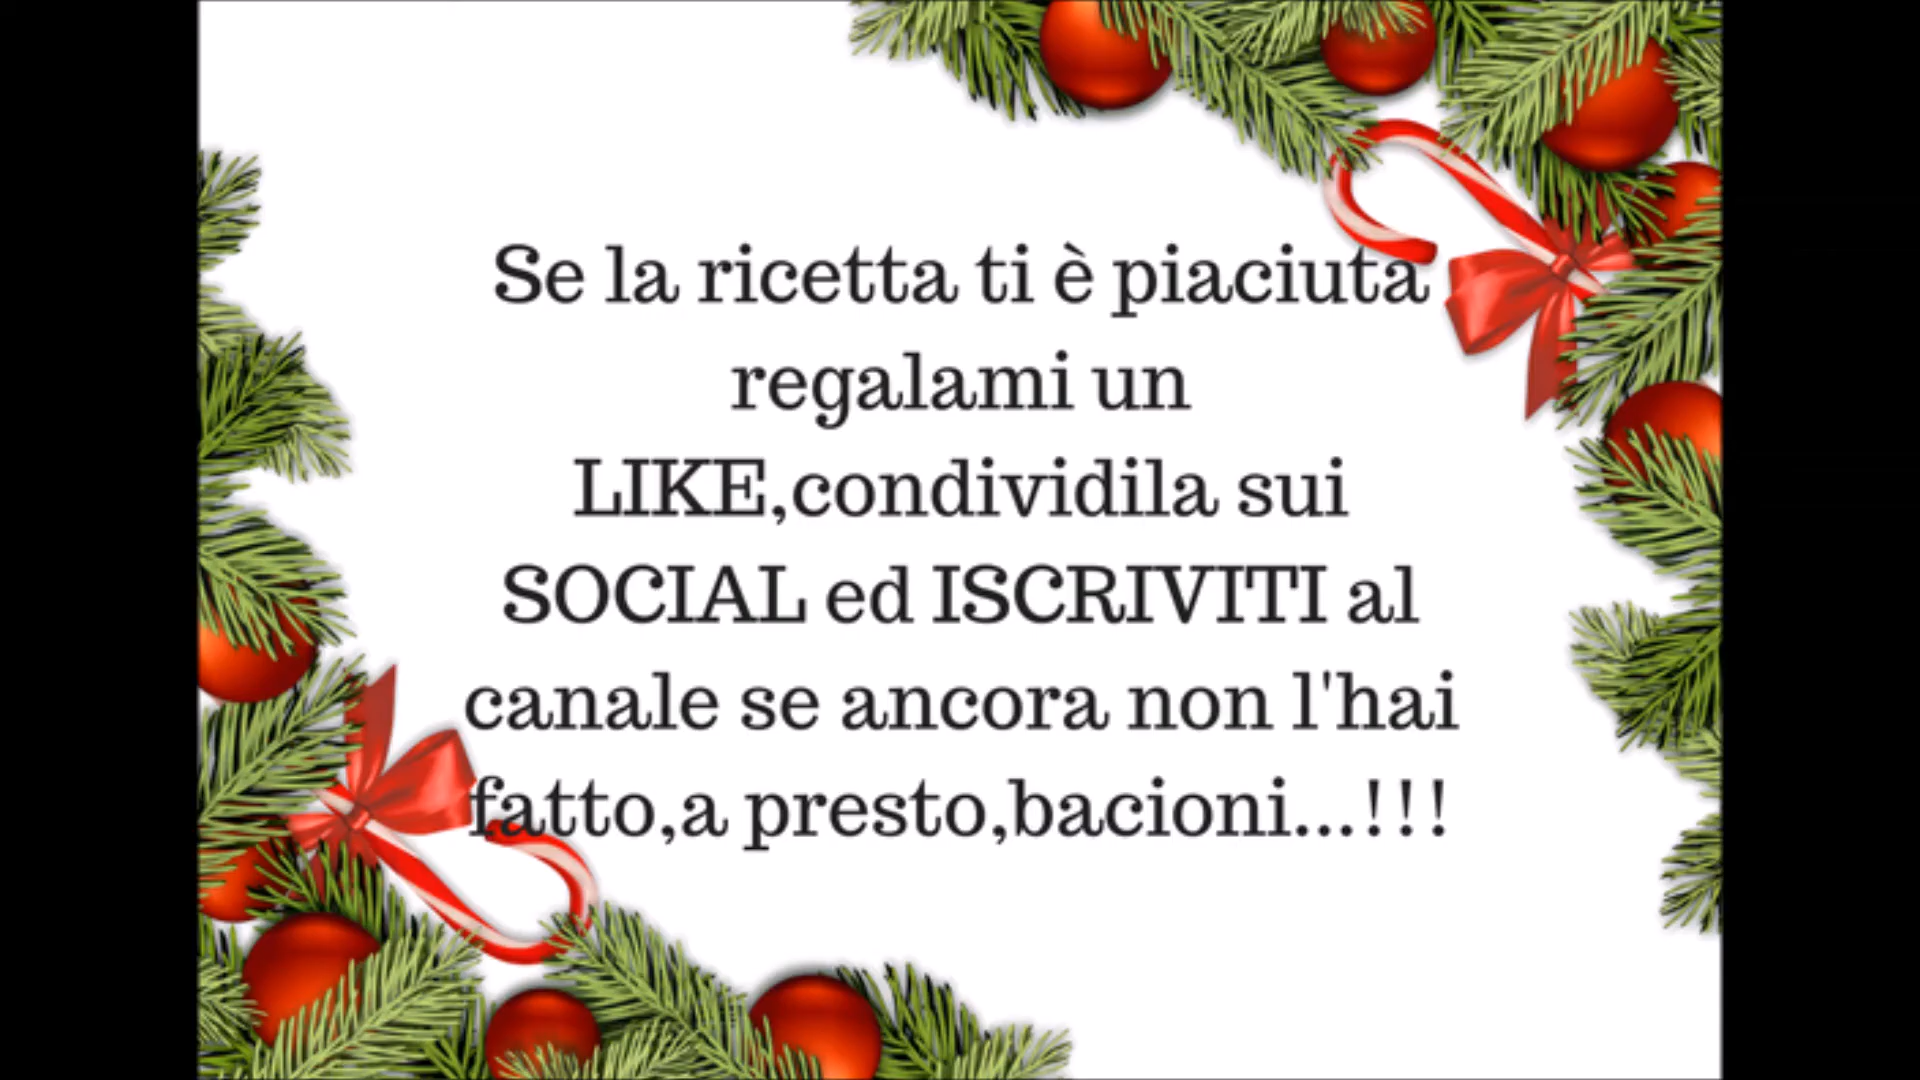 Se la ricetta ti è piaciuta
regalami un
LIKE,condividila sui
SOCIAL ed ISCRIVITI al
canale se ancora non l'hai
fatto,a presto,bacioni...!!!